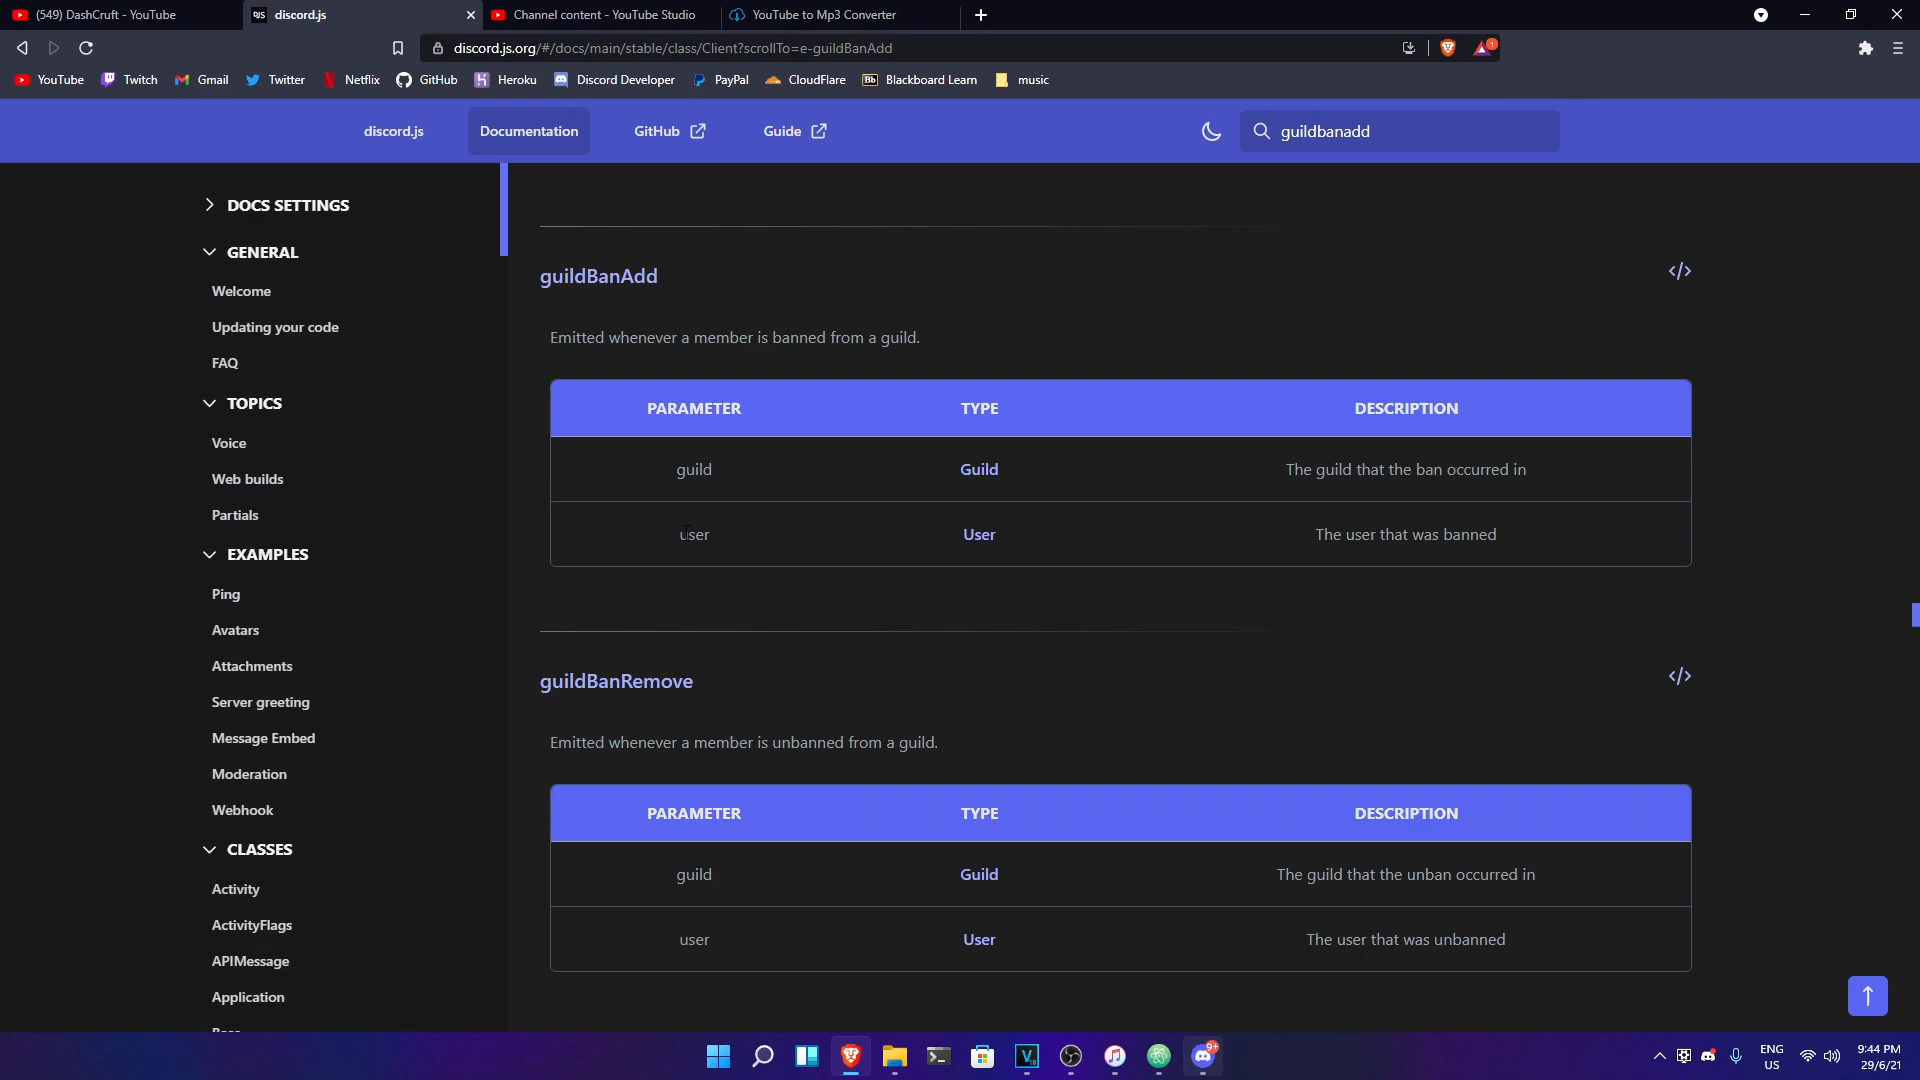 (549) DashCruft - YouTube
discord.js
Channel content - YouTube Studio
YouTube to Mp3 Converter
discord.js.org/#/docs/main/stable/class/Client?scrollTo=e-guildBanAdd
1
YouTube
Twitch
Gmail
Twitter
Netflix
GitHub
Heroku
Discord Developer
PayPal
CloudFlare
Bb Blackboard Learn
music
discord.js
Documentation
GitHub
Guide
guildbanadd
DOCS SETTINGS
GENERAL
Welcome
Updating your code
FAQ
TOPICS
Voice
Web builds
Partials
EXAMPLES
Ping
Avatars
Attachments
Server greeting
Message Embed
Moderation
Webhook
CLASSES
Activity
ActivityFlags
APIMessage
Application
guildBanAdd
Emitted whenever a member is banned from a guild.
PARAMETER TYPE DESCRIPTION
guild Guild The guild that the ban occurred in
user User The user that was banned
guildBanRemove
Emitted whenever a member is unbanned from a guild.
PARAMETER TYPE DESCRIPTION
guild Guild The guild that the unban occurred in
user User The user that was unbanned
9+
ENG
US
9:44 PM
29/6/21